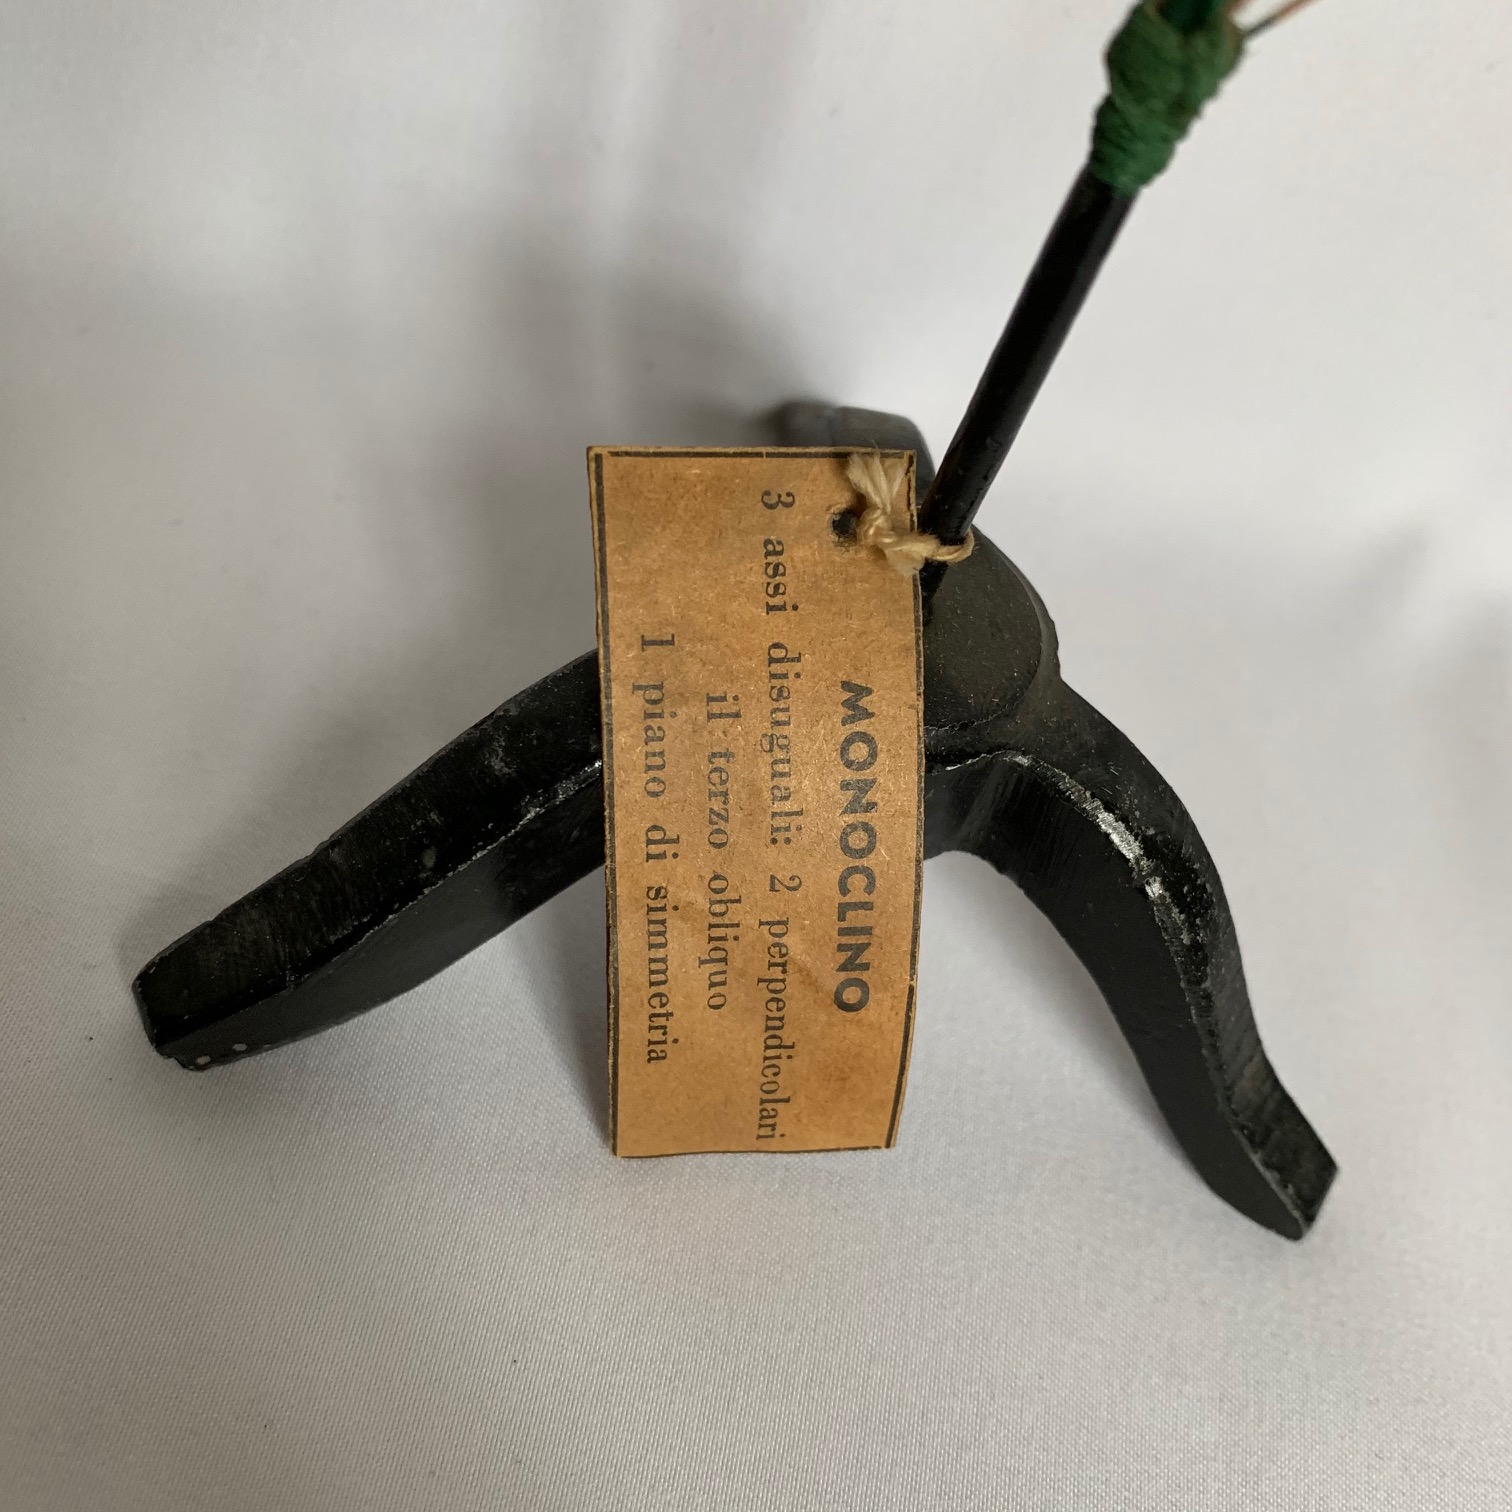 MONOCLINO
3 assi disuguali: 2 perpendicolari
il terzo obliquo
1 piano di simmetria